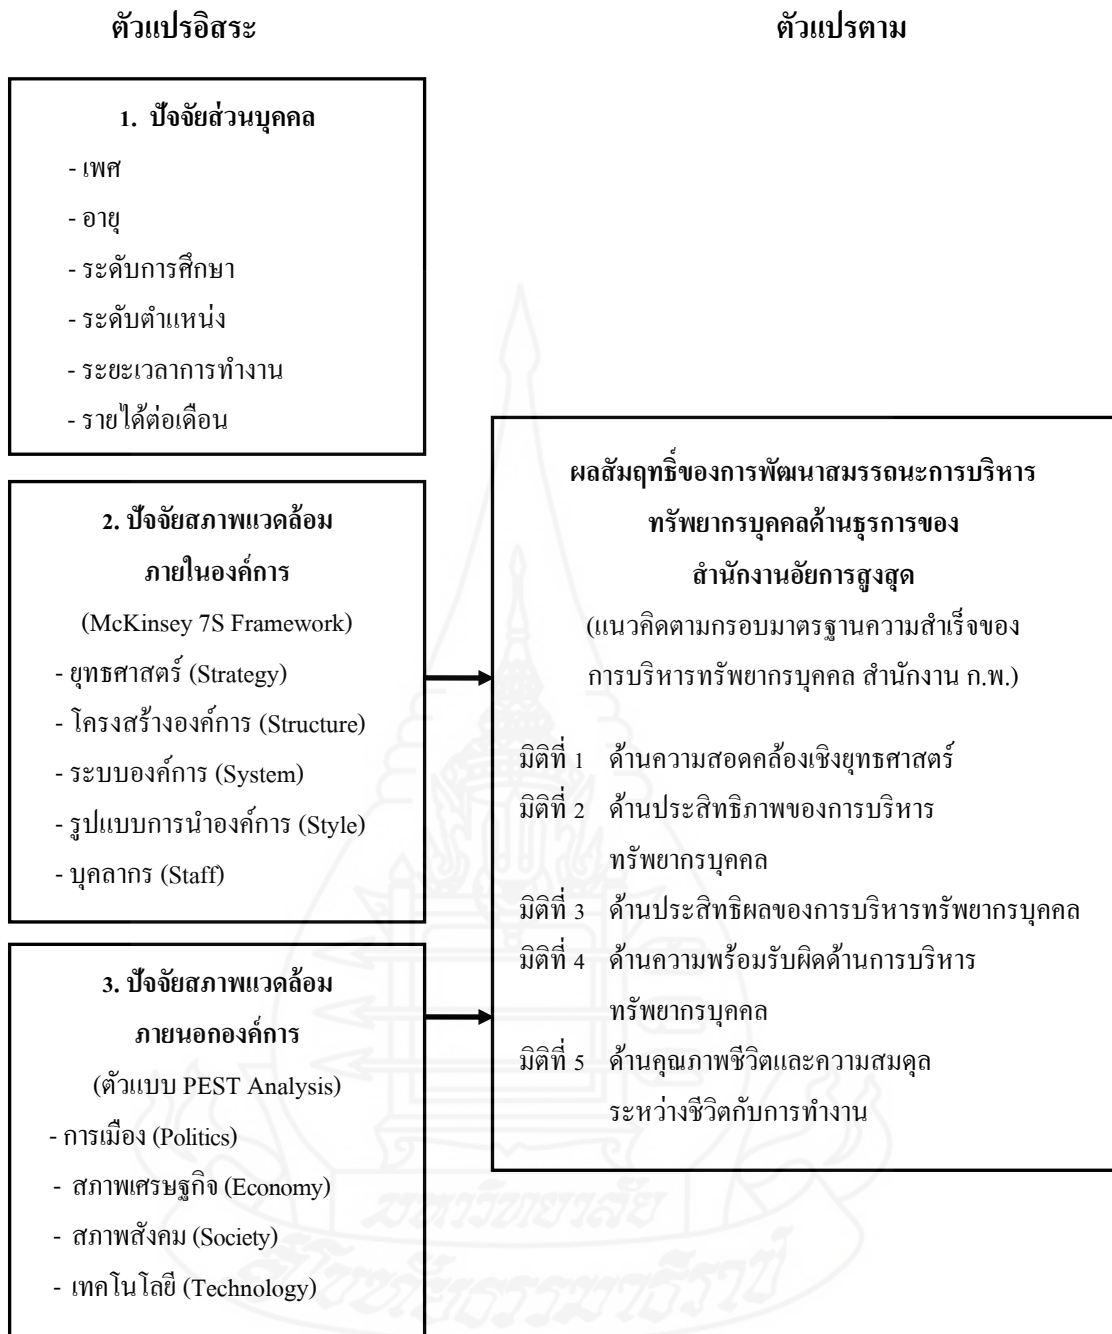 ตัวแปรอิสระ
ตัวแปรตาม
1. ปัจจัยส่วนบุคคล
- เพศ
- อายุ
- ระดับการศึกษา
- ระดับตำแหน่ง
- ระยะเวลาการทำงาน
- รายได้ต่อเดือน
2. ปัจจัยสภาพแวดล้อม
ภายในองค์การ
(McKinsey 7S Framework)
- ยุทธศาสตร์ (Strategy)
- โครงสร้างองค์การ (Structure)
- ระบบองค์การ (System)
- รูปแบบการนำองค์การ (Style)
- บุคลากร (Staff)
3. ปัจจัยสภาพแวดล้อม
ภายนอกองค์การ
(ตัวแบบ PEST Analysis)
- การเมือง (Politics)
- สภาพเศรษฐกิจ (Economy)
- สภาพสังคม (Society)
- เทคโนโลยี (Technology)
ผลสัมฤทธิ์ของการพัฒนาสมรรถนะการบริหาร
ทรัพยากรบุคคลด้านธุรการของ
สำนักงานอัยการสูงสุด
(แนวคิดตามกรอบมาตรฐานความสำเร็จของ
การบริหารทรัพยากรบุคคล สำนักงาน ก.พ.)
มิติที่ 1 ด้านความสอดคล้องเชิงยุทธศาสตร์
มิติที่ 2 ด้านประสิทธิภาพของการบริหาร
ทรัพยากรบุคคล
มิติที่ 3 ด้านประสิทธิผลของการบริหารทรัพยากรบุคคล
มิติที่ 4 ด้านความพร้อมรับผิดด้านการบริหาร
ทรัพยากรบุคคล
มิติที่ 5 ด้านคุณภาพชีวิตและความสมดุล
ระหว่างชีวิตกับการทำงาน
มหาวิทยาลัย
สุโขทัยธรรมาธิราช